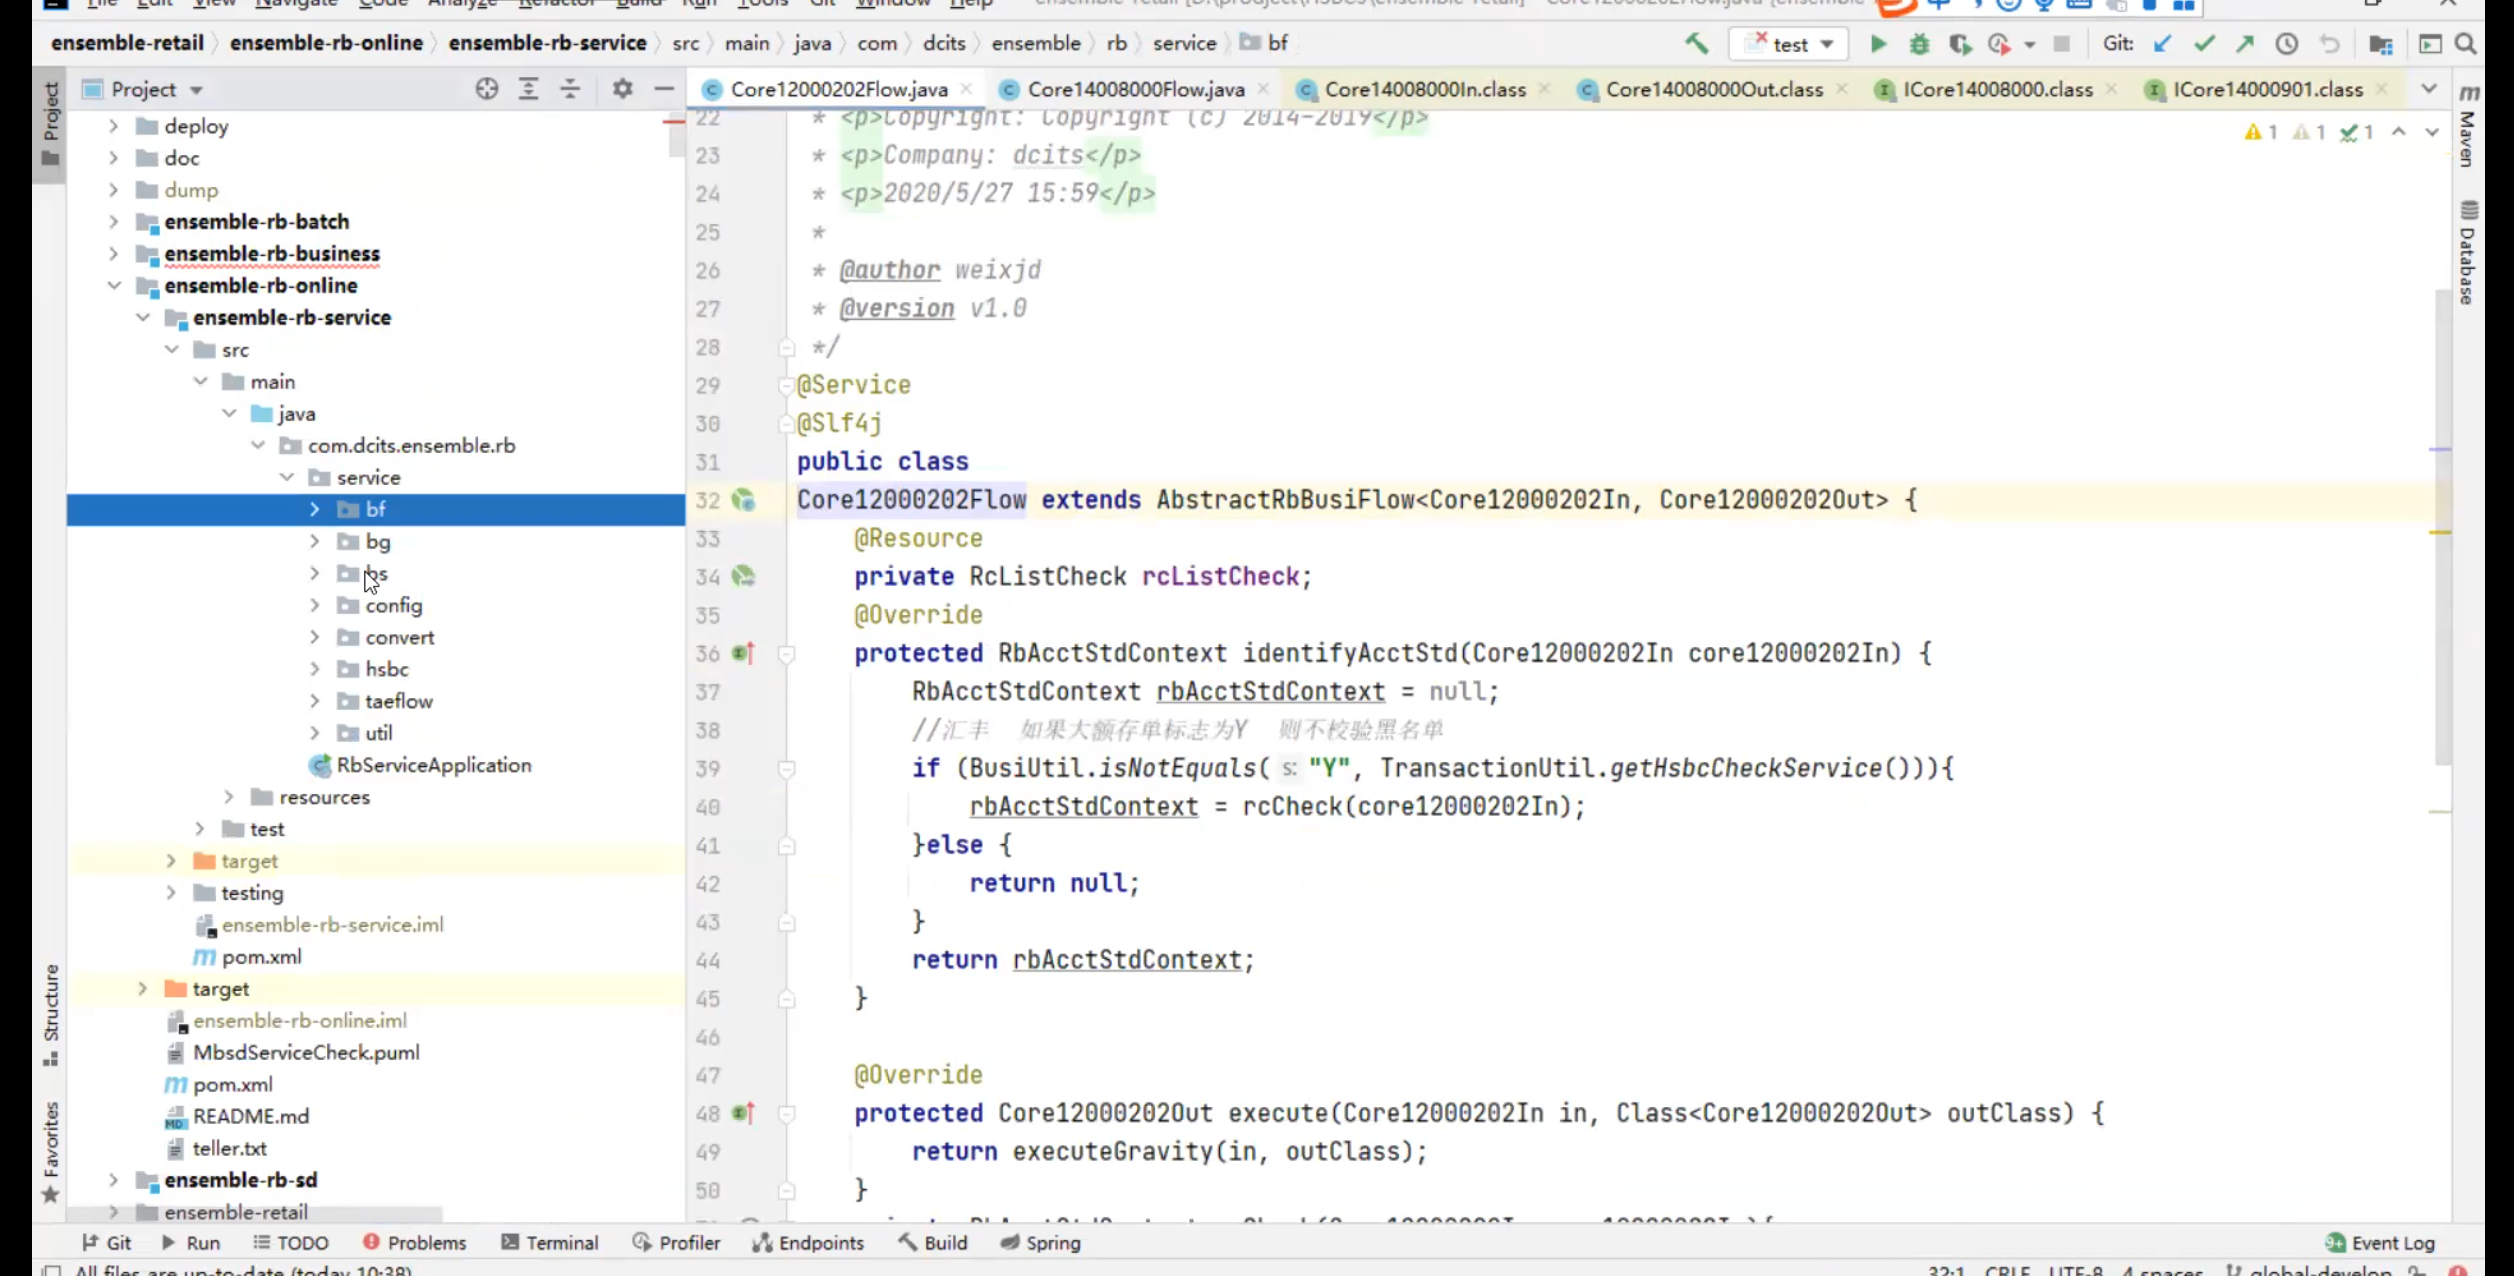 File Edit View Navigate Code Analyze Refactor Build Run Tools Git Window Help
ensemble-retail ensemble-rb-online ensemble-rb-service src main java com dcits ensemble rb service bf
test
Git:
Project
Core12000202Flow.java
Core14008000Flow.java
Core14008000In.class
Core14008000Out.class
ICore14008000.class
ICore14000901.class
Project
Structure
Favorites
Maven
Database
deploy
doc
dump
ensemble-rb-batch
ensemble-rb-business
ensemble-rb-online
ensemble-rb-service
src
main
java
com.dcits.ensemble.rb
service
bf
bg
bs
config
convert
hsbc
taeflow
util
RbServiceApplication
resources
test
target
testing
ensemble-rb-service.iml
pom.xml
target
ensemble-rb-online.iml
MbsdServiceCheck.puml
pom.xml
README.md
teller.txt
ensemble-rb-sd
ensemble-retail
1 1 1
22 * <p>Copyright: Copyright (c) 2014-2019</p>
23 * <p>Company: dcits</p>
24 * <p>2020/5/27 15:59</p>
25 *
26 * @author weixjd
27 * @version v1.0
28 */
29 @Service
30 @Slf4j
31 public class
32 Core12000202Flow extends AbstractRbBusiFlow<Core12000202In, Core12000202Out> {
33 @Resource
34 private RcListCheck rcListCheck;
35 @Override
36 protected RbAcctStdContext identifyAcctStd(Core12000202In core12000202In) {
37 RbAcctStdContext rbAcctStdContext = null;
38 //汇丰 如果大额存单标志为Y 则不校验黑名单
39 if (BusiUtil.isNotEquals( s: "Y", TransactionUtil.getHsbcCheckService())){
40 rbAcctStdContext = rcCheck(core12000202In);
41 }else {
42 return null;
43 }
44 return rbAcctStdContext;
45 }
46
47 @Override
48 protected Core12000202Out execute(Core12000202In in, Class<Core12000202Out> outClass) {
49 return executeGravity(in, outClass);
50 }
Git Run TODO Problems Terminal Profiler Endpoints Build Spring
9+ Event Log
All files are up-to-date (today 10:38)
32:1 CRLF UTF-8 4 spaces global-develop